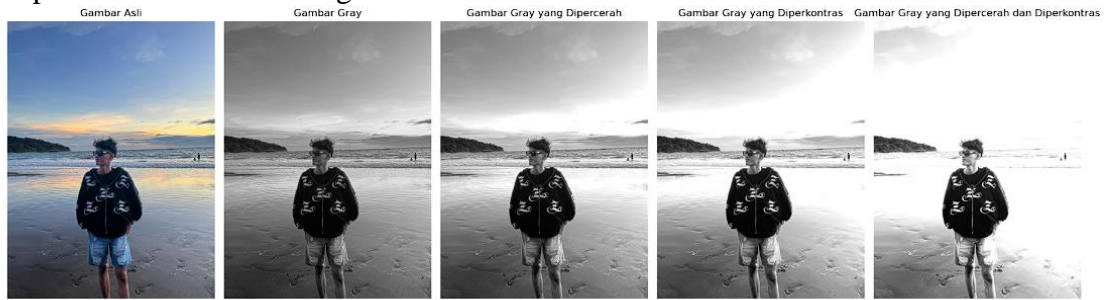 Gambar Asli
Gambar Gray
Gambar Gray yang Dipercerah
Gambar Gray yang Diperkontras
Gambar Gray yang Dipercerah dan Diperkontras